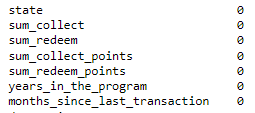 state 0
sum_collect 0
sum_redeem 0
sum_collect_points 0
sum_redeem_points 0
years_in_the_program 0
months_since_last_transaction 0